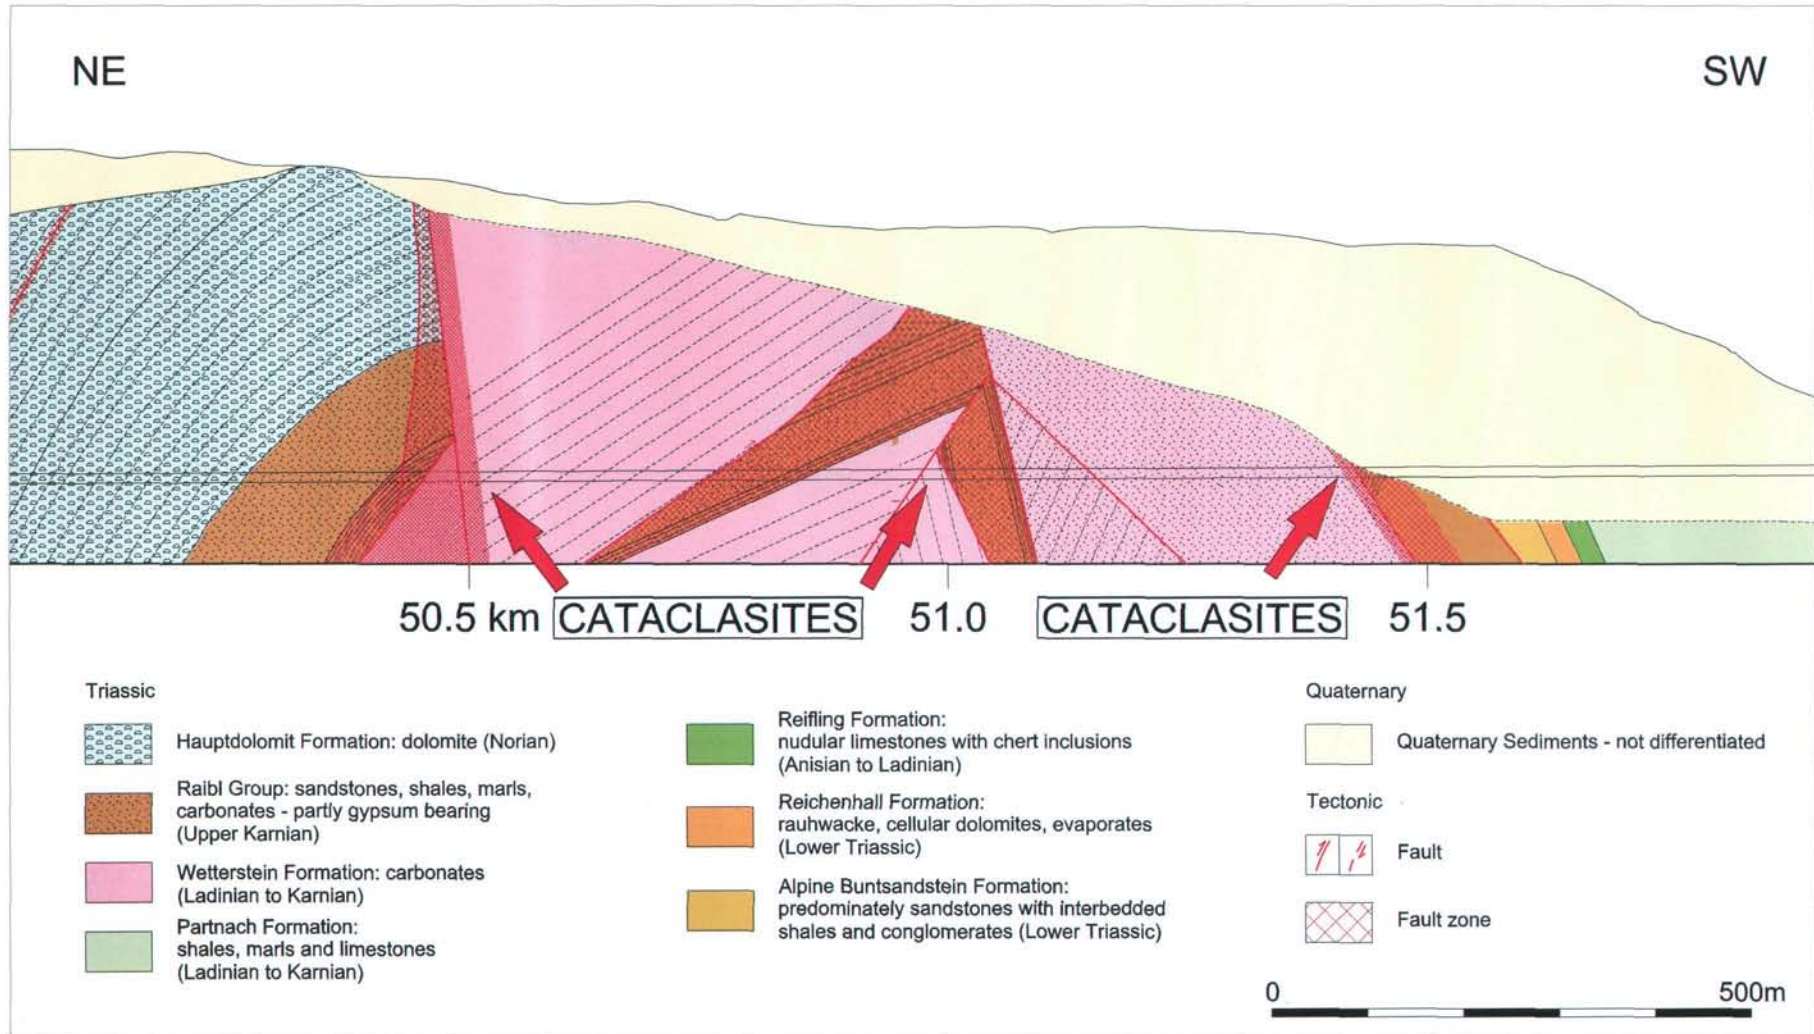 NE
SW
50.5 km
CATACLASITES
51.0
CATACLASITES
51.5
Triassic
Hauptdolomit Formation: dolomite (Norian)
Raibl Group: sandstones, shales, marls,
carbonates - partly gypsum bearing
(Upper Karnian)
Wetterstein Formation: carbonates
(Ladinian to Karnian)
Partnach Formation:
shales, marls and limestones
(Ladinian to Karnian)
Reifling Formation:
nudular limestones with chert inclusions
(Anisian to Ladinian)
Reichenhall Formation:
rauhwacke, cellular dolomites, evaporates
(Lower Triassic)
Alpine Buntsandstein Formation:
predominately sandstones with interbedded
shales and conglomerates (Lower Triassic)
Quaternary
Quaternary Sediments - not differentiated
Tectonic
Fault
Fault zone
0
500m